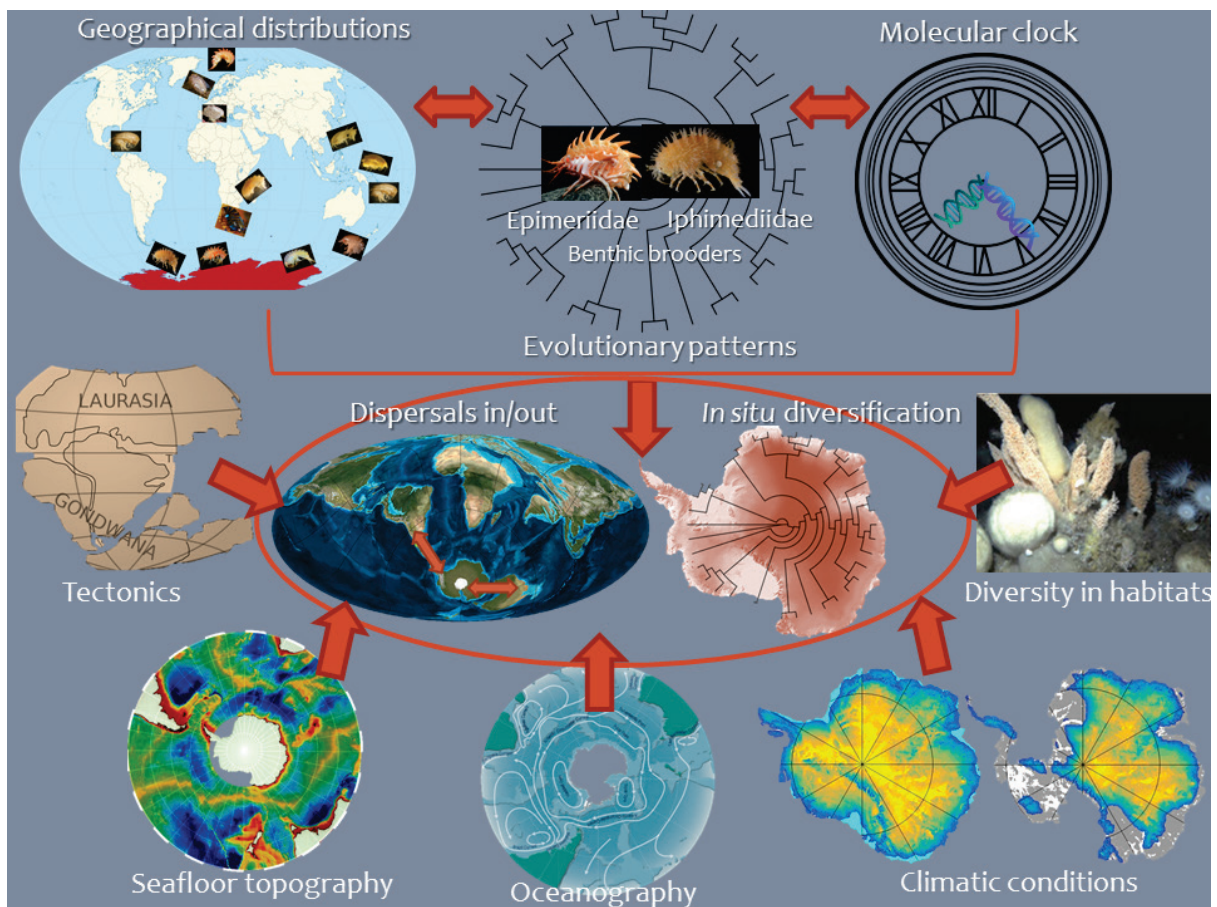 Geographical distributions
Molecular clock
XII
Epimeriidae
Iphimediidae
Benthic brooders
Evolutionary patterns
LAURASIA
GONDWANA
Tectonics
Dispersals in/out
In situ diversification
Diversity in habitats
Seafloor topography
Oceanography
Climatic conditions